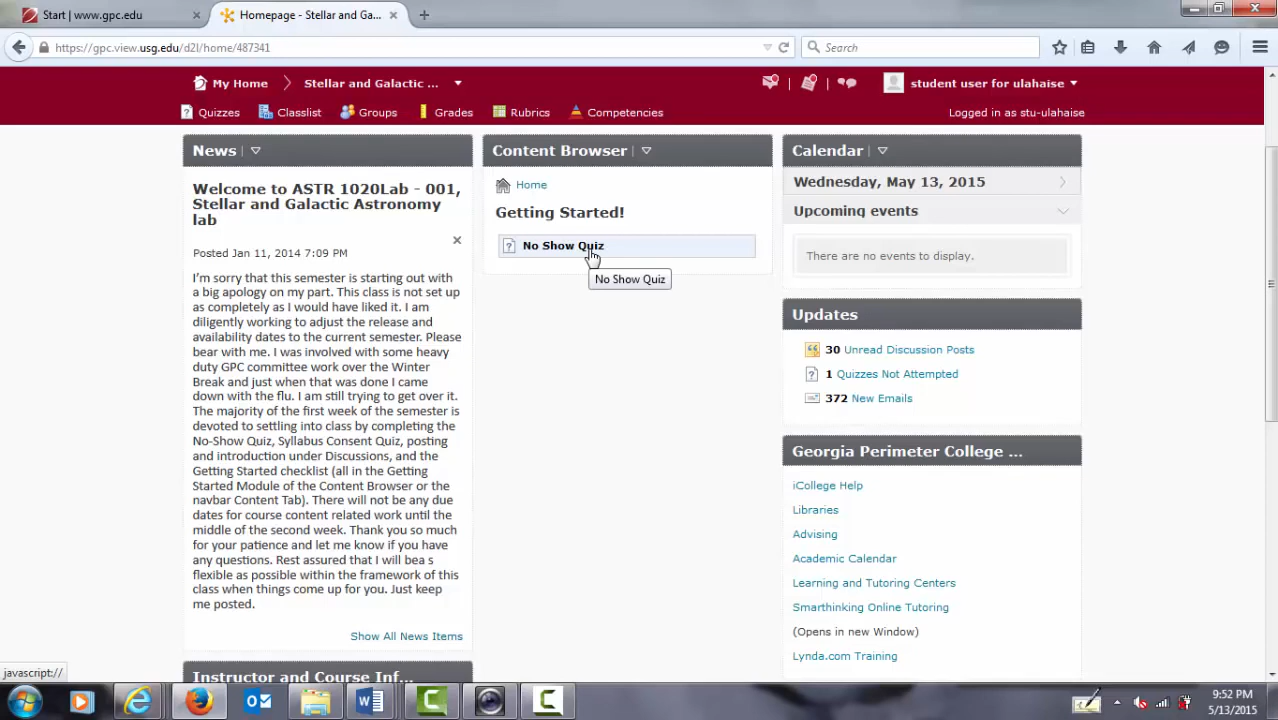 Start | www.gpc.edu
Homepage - Stellar and Ga...
https://gpc.view.usg.edu/d2l/home/487341
Search
My Home
Stellar and Galactic ...
student user for ulahaise
Quizzes
Classlist
Groups
Grades
Rubrics
Competencies
Logged in as stu-ulahaise
News
Welcome to ASTR 1020Lab - 001,
Stellar and Galactic Astronomy
lab
Posted Jan 11, 2014 7:09 PM
I'm sorry that this semester is starting out with
a big apology on my part. This class is not set up
as completely as I would have liked it. I am
diligently working to adjust the release and
availability dates to the current semester. Please
bear with me. I was involved with some heavy
duty GPC committee work over the Winter
Break and just when that was done I came
down with the flu. I am still trying to get over it.
The majority of the first week of the semester is
devoted to settling into class by completing the
No-Show Quiz, Syllabus Consent Quiz, posting
and introduction under Discussions, and the
Getting Started checklist (all in the Getting
Started Module of the Content Browser or the
navbar Content Tab). There will not be any due
dates for course content related work until the
middle of the second week. Thank you so much
for your patience and let me know if you have
any questions. Rest assured that I will bea s
flexible as possible within the framework of this
class when things come up for you. Just keep
me posted.
Show All News Items
Instructor and Course Inf...
Content Browser
Home
Getting Started!
No Show Quiz
No Show Quiz
Calendar
Wednesday, May 13, 2015
Upcoming events
There are no events to display.
Updates
30 Unread Discussion Posts
1 Quizzes Not Attempted
372 New Emails
Georgia Perimeter College ...
iCollege Help
Libraries
Advising
Academic Calendar
Learning and Tutoring Centers
Smarthinking Online Tutoring
(Opens in new Window)
Lynda.com Training
javascript://
9:52 PM
5/13/2015